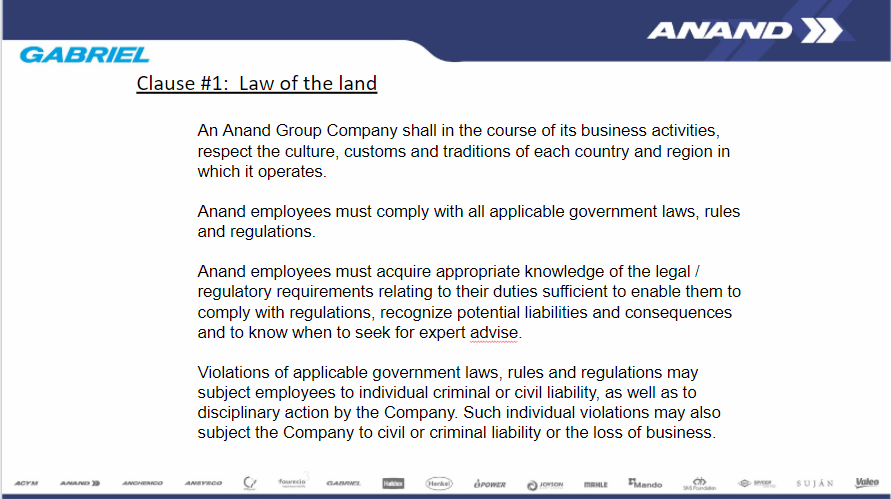 ANAND
GABRIEL
Clause #1: Law of the land
An Anand Group Company shall in the course of its business activities,
respect the culture, customs and traditions of each country and region in
which it operates.
Anand employees must comply with all applicable government laws, rules
and regulations.
Anand employees must acquire appropriate knowledge of the legal /
regulatory requirements relating to their duties sufficient to enable them to
comply with regulations, recognize potential liabilities and consequences
and to know when to seek for expert advise.
Violations of applicable government laws, rules and regulations may
subject employees to individual criminal or civil liability, as well as to
disciplinary action by the Company. Such individual violations may also
subject the Company to civil or criminal liability or the loss of business.
ACYM ANAND ANCHEMCO ANSYSCO faurecia GABRIEL Haldex Henkel POWER JOYSON MAHLE Mando SNS Foundation SUJÁN Valeo